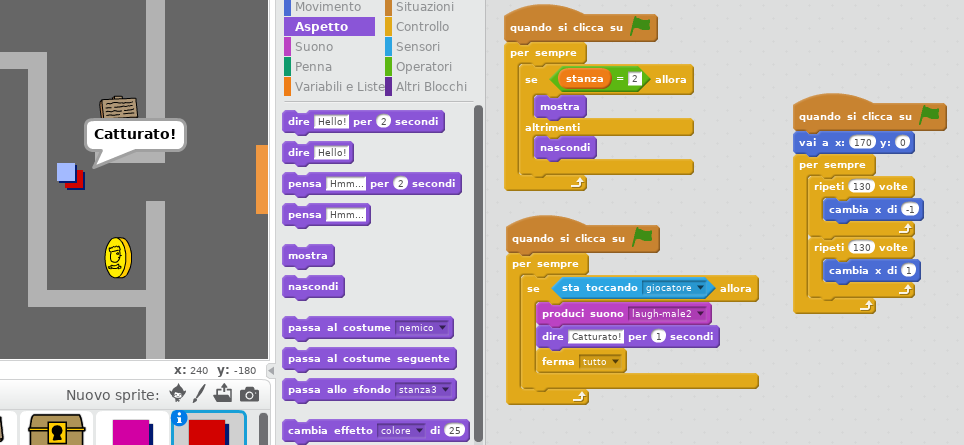 Catturato!
x: 240 y: -180
Nuovo sprite:
Movimento
Situazioni
Aspetto
Controllo
Suono
Sensori
Penna
Operatori
Variabili e Liste
Altri Blocchi
dire Hello! per 2 secondi
dire Hello!
pensa Hmm... per 2 secondi
pensa Hmm...
mostra
nascondi
passa al costume nemico
passa al costume seguente
passa allo sfondo stanza3
cambia effetto colore di 25
quando si clicca su
per sempre
se stanza = 2 allora
mostra
altrimenti
nascondi
quando si clicca su
per sempre
se sta toccando giocatore allora
produci suono laugh-male2
dire Catturato! per 1 secondi
ferma tutto
quando si clicca su
vai a x: 170 y: 0
per sempre
ripeti 130 volte
cambia x di -1
ripeti 130 volte
cambia x di 1